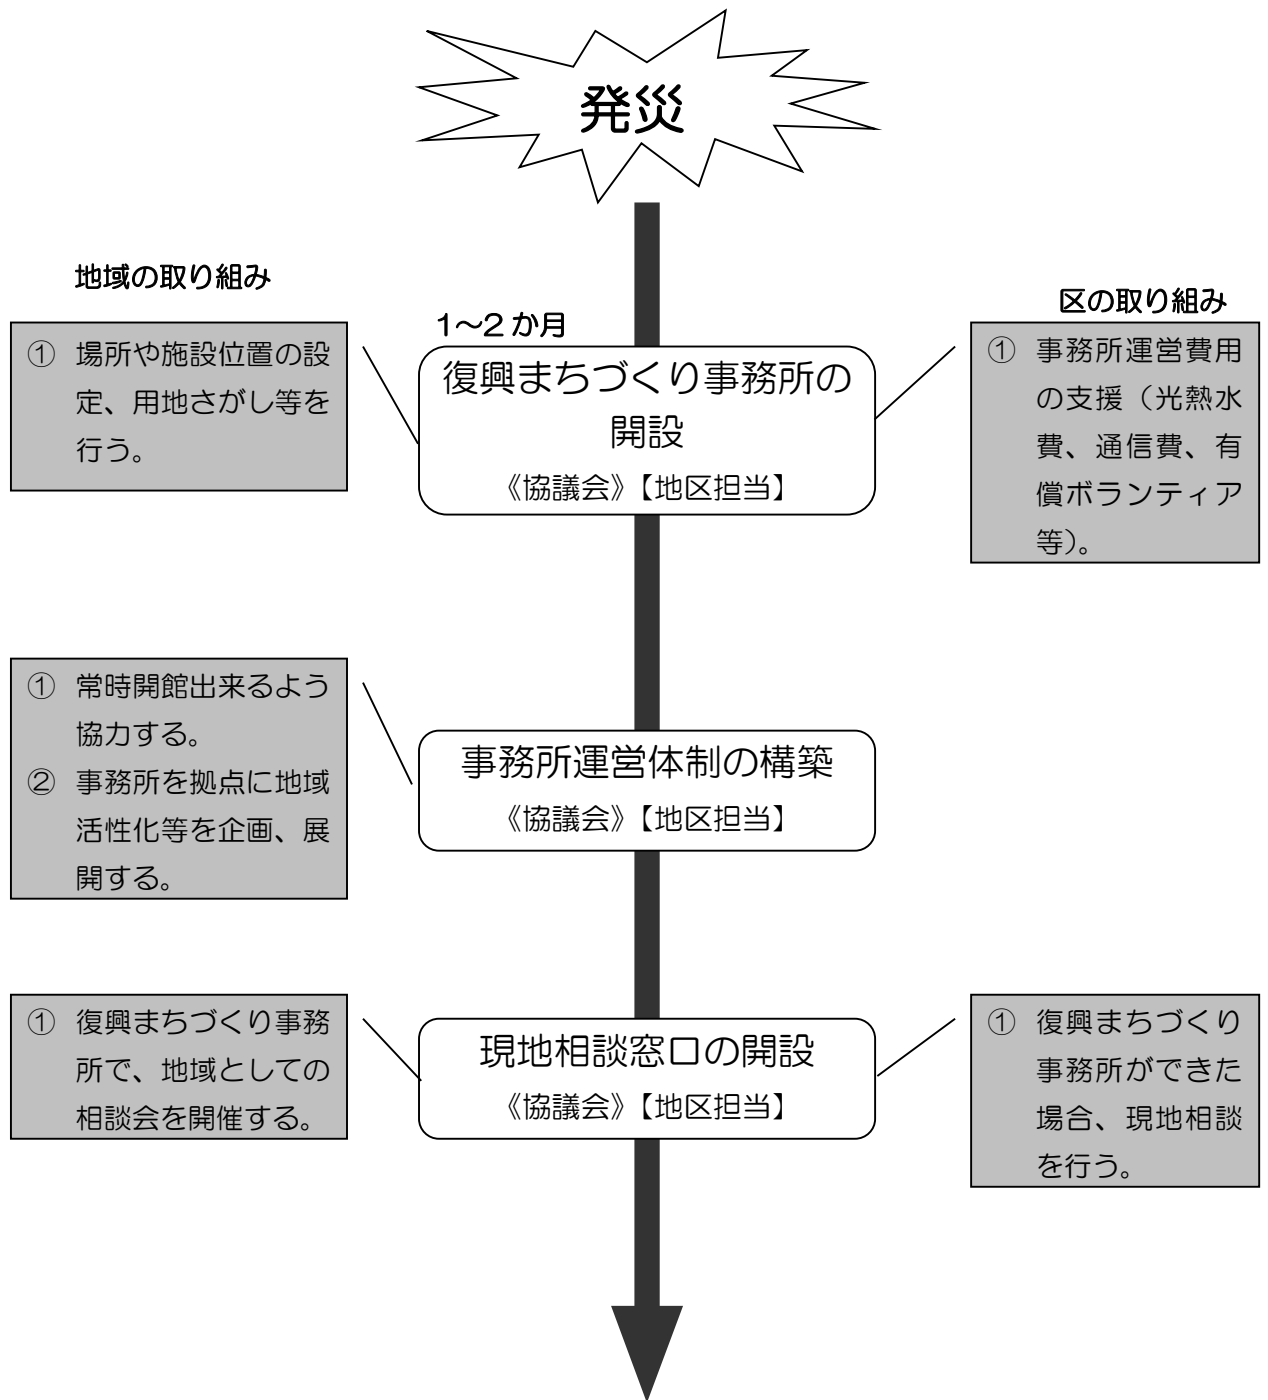 発災
地域の取り組み
区の取り組み
1～2か月
復興まちづくり事務所の
開設
《協議会》【地区担当】
① 場所や施設位置の設
定、用地さがし等を
行う。
① 事務所運営費用
の支援（光熱水
費、通信費、有
償ボランティア
等）。
① 常時開館出来るよう
協力する。
② 事務所を拠点に地域
活性化等を企画、展
開する。
事務所運営体制の構築
《協議会》【地区担当】
① 復興まちづくり事務
所で、地域としての
相談会を開催する。
現地相談窓口の開設
《協議会》【地区担当】
① 復興まちづくり
事務所ができた
場合、現地相談
を行う。